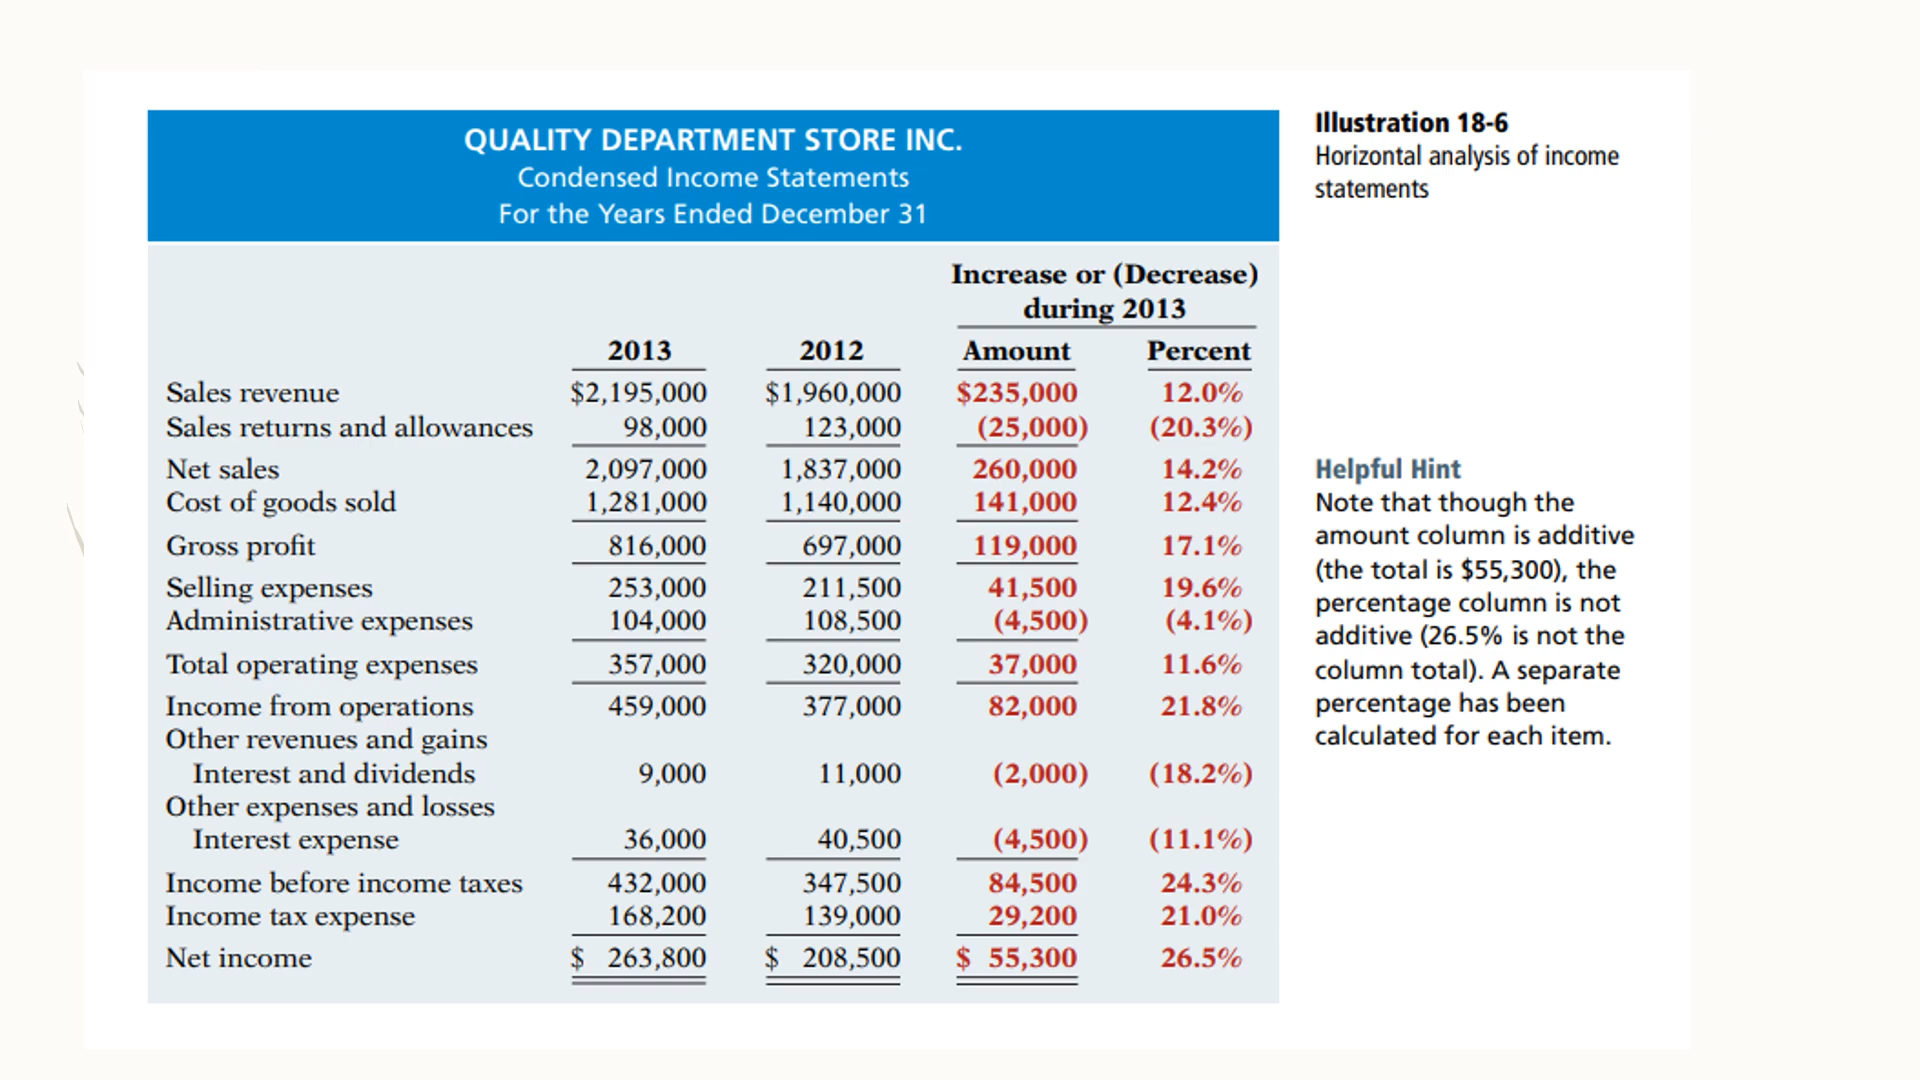 QUALITY DEPARTMENT STORE INC.
Condensed Income Statements
For the Years Ended December 31
Increase or (Decrease)
during 2013
2013 2012 Amount Percent
Sales revenue $2,195,000 $1,960,000 $235,000 12.0%
Sales returns and allowances 98,000 123,000 (25,000) (20.3%)
Net sales 2,097,000 1,837,000 260,000 14.2%
Cost of goods sold 1,281,000 1,140,000 141,000 12.4%
Gross profit 816,000 697,000 119,000 17.1%
Selling expenses 253,000 211,500 41,500 19.6%
Administrative expenses 104,000 108,500 (4,500) (4.1%)
Total operating expenses 357,000 320,000 37,000 11.6%
Income from operations 459,000 377,000 82,000 21.8%
Other revenues and gains
Interest and dividends 9,000 11,000 (2,000) (18.2%)
Other expenses and losses
Interest expense 36,000 40,500 (4,500) (11.1%)
Income before income taxes 432,000 347,500 84,500 24.3%
Income tax expense 168,200 139,000 29,200 21.0%
Net income $ 263,800 $ 208,500 $ 55,300 26.5%
Illustration 18-6
Horizontal analysis of income
statements
Helpful Hint
Note that though the
amount column is additive
(the total is $55,300), the
percentage column is not
additive (26.5% is not the
column total). A separate
percentage has been
calculated for each item.